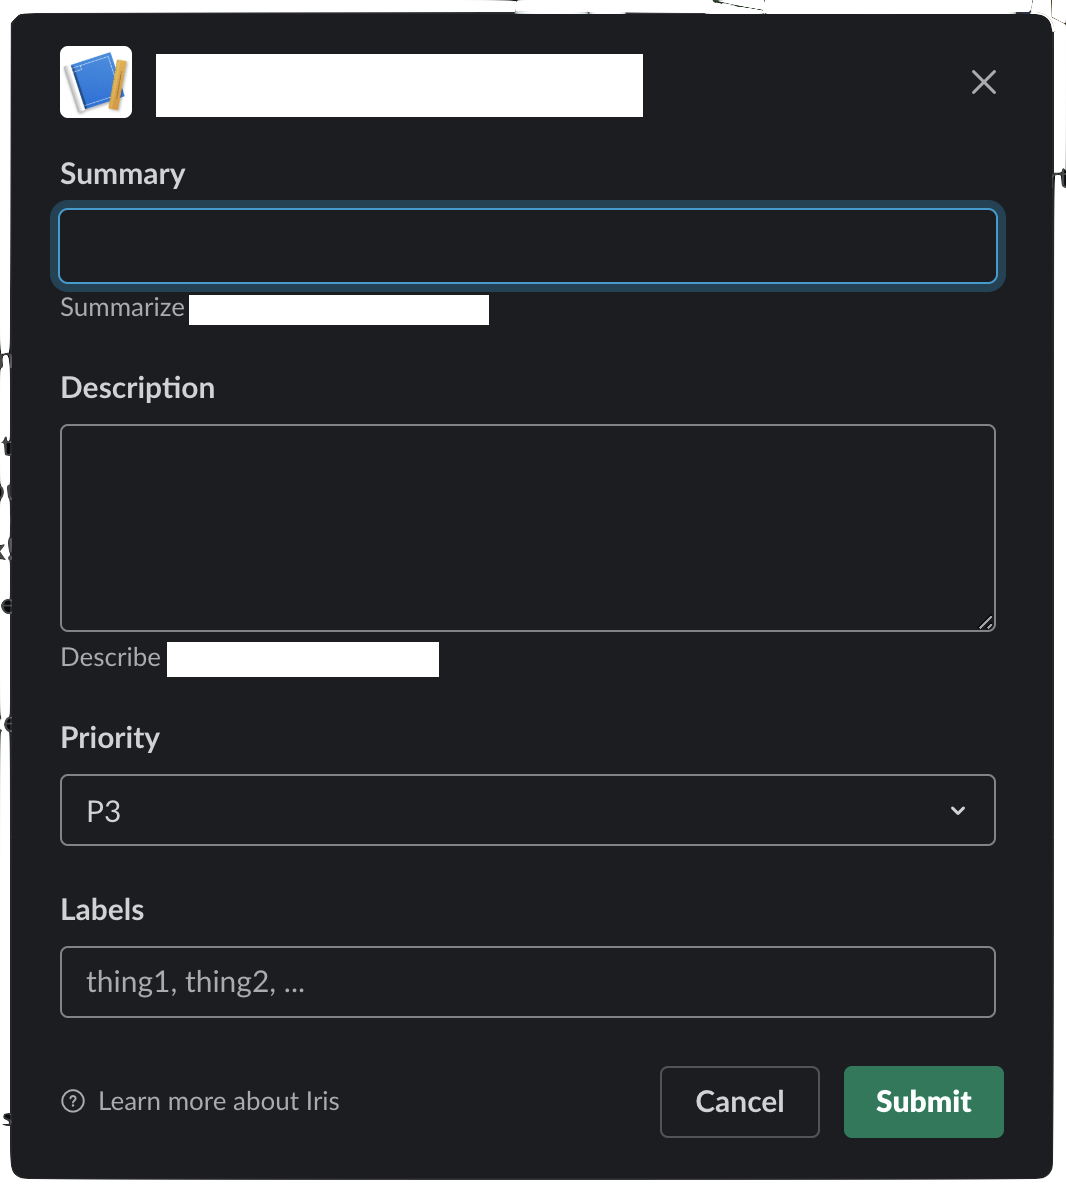 Summary
Summarize
Description
Describe
Priority
P3
Labels
thing1, thing2, ...
Learn more about Iris
Cancel
Submit